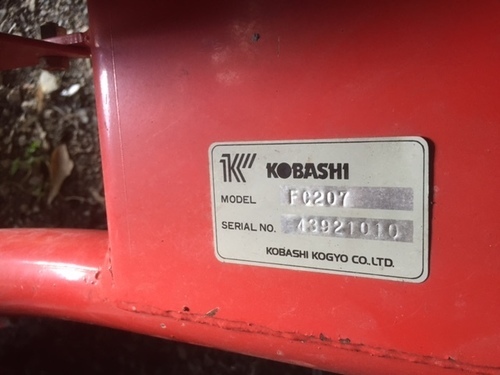 KOBASHI
MODEL FC207
SERIAL NO. 43921010
KOBASHI KOGYO CO.,LTD.